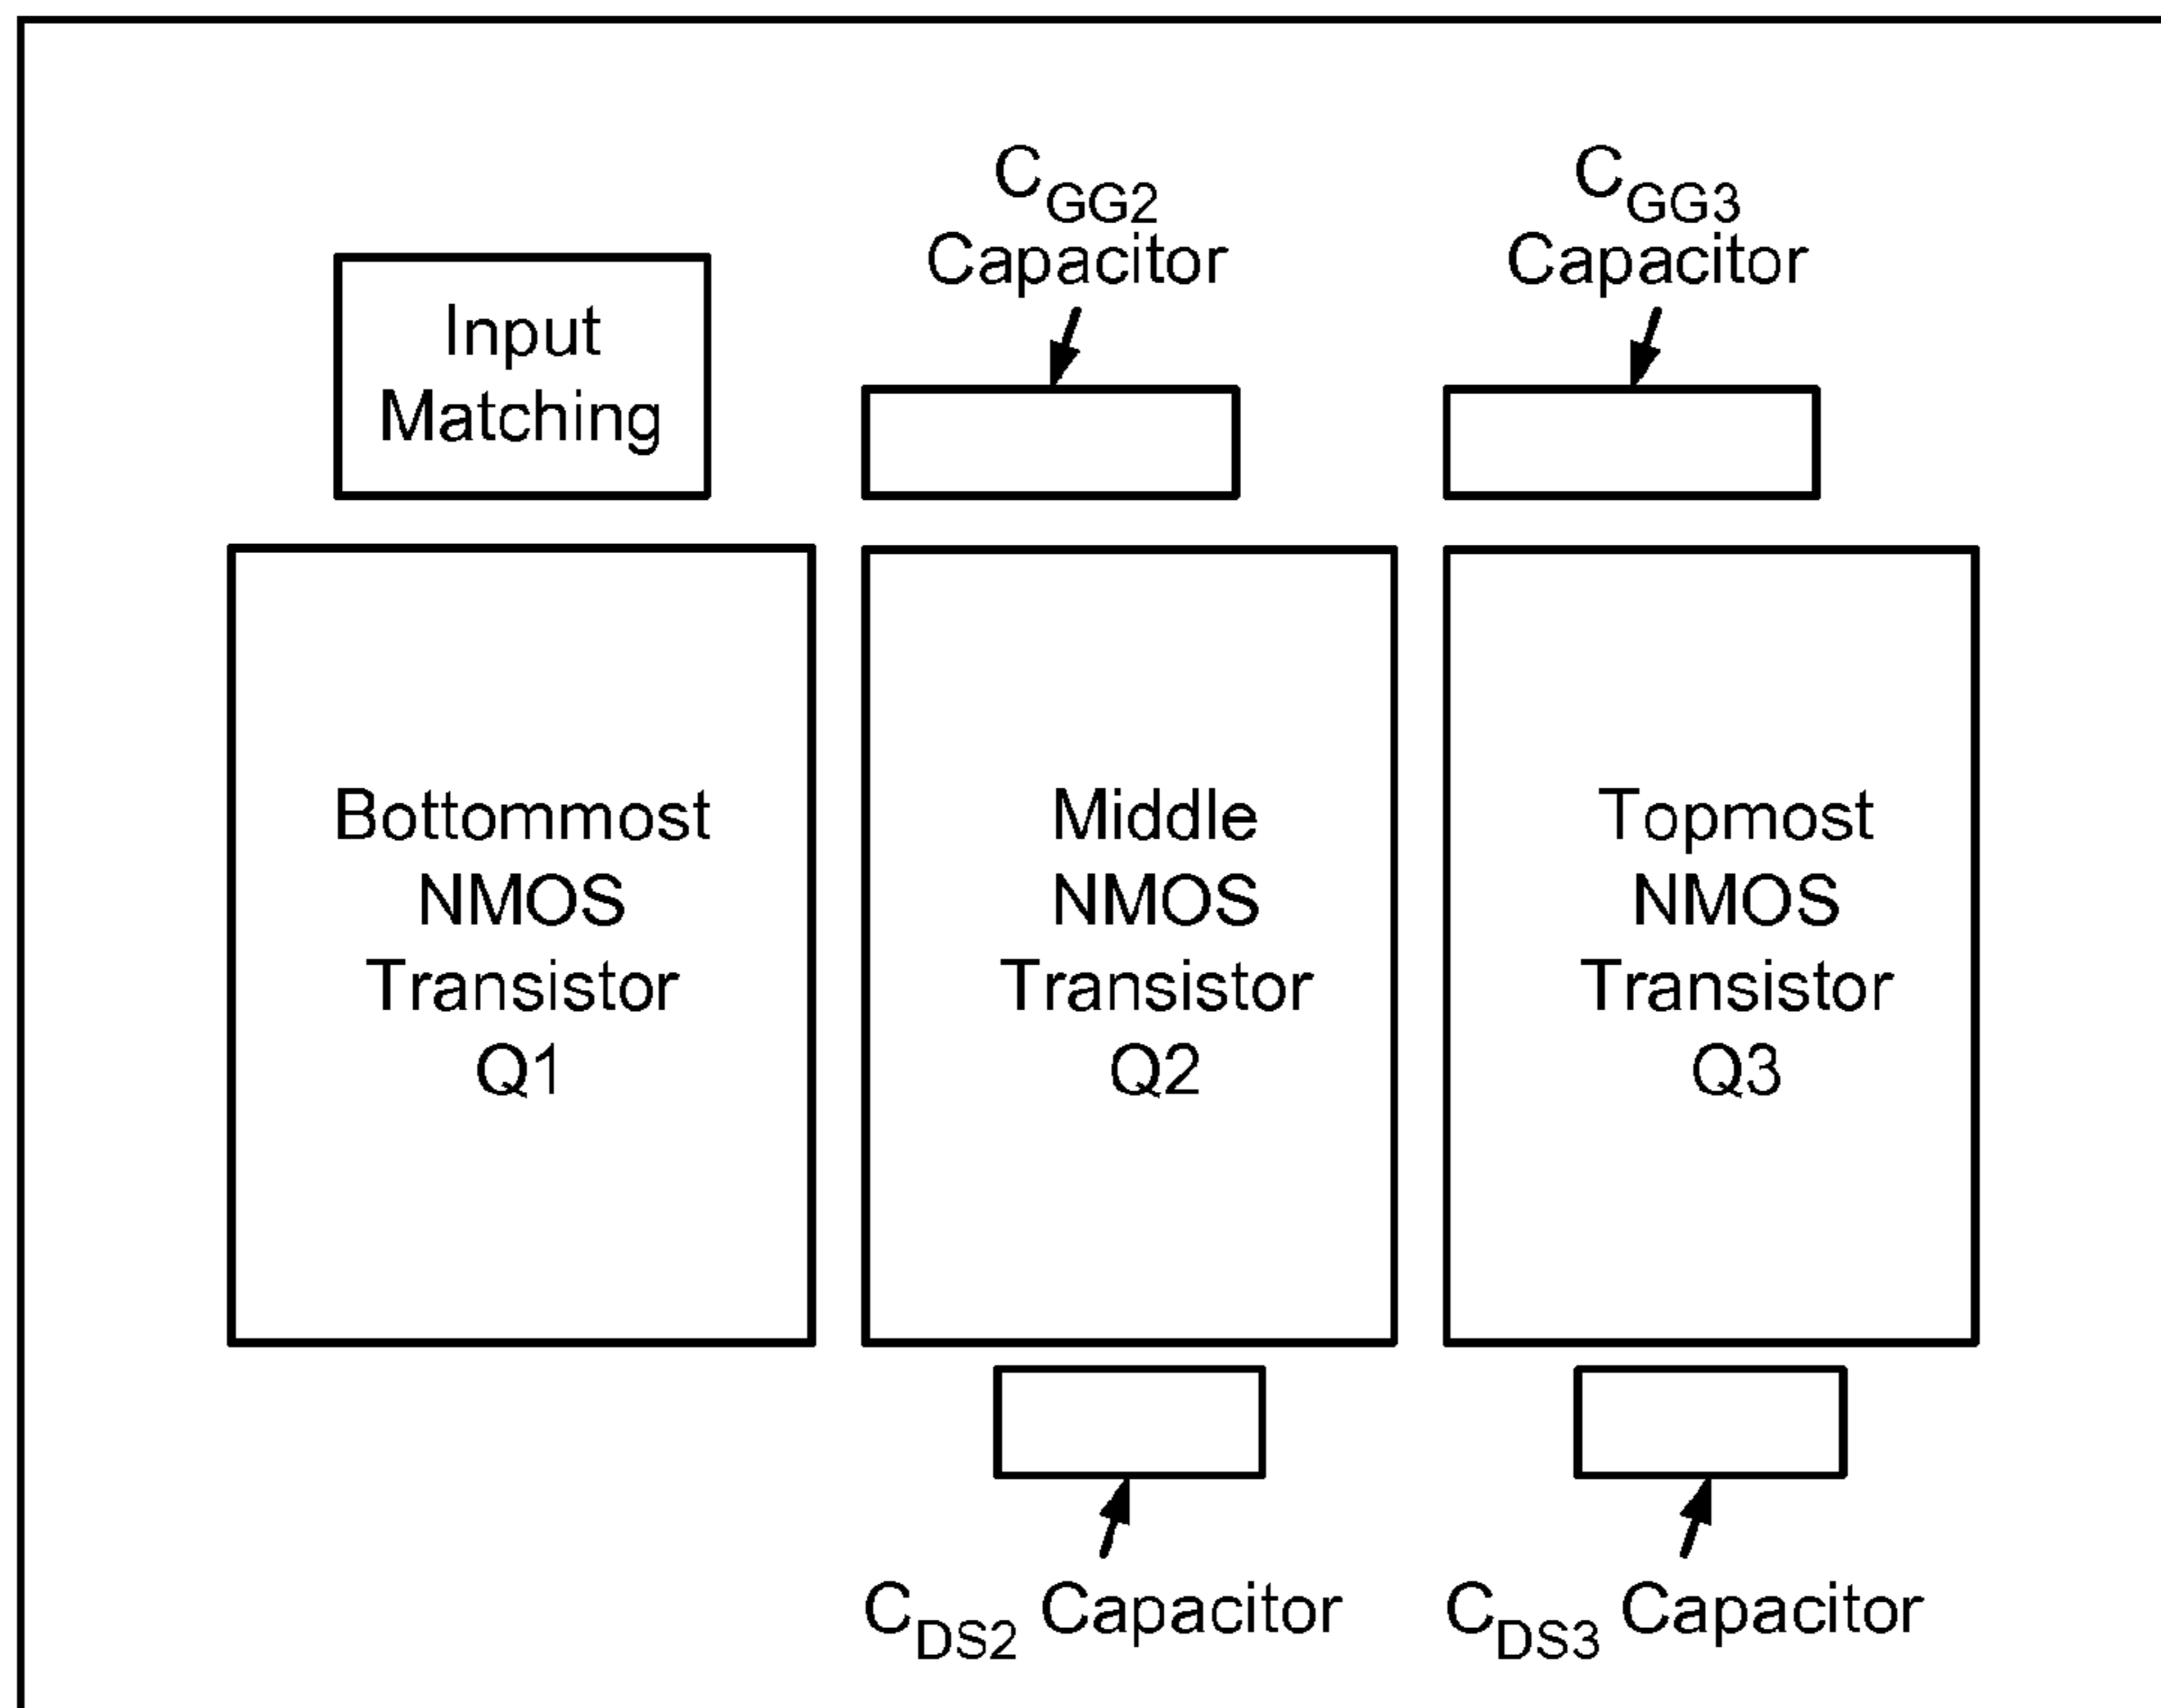 C_GG2
Capacitor
C_GG3
Capacitor
Input
Matching
Bottommost
NMOS
Transistor
Q1
Middle
NMOS
Transistor
Q2
Topmost
NMOS
Transistor
Q3
C_DS2 Capacitor
C_DS3 Capacitor